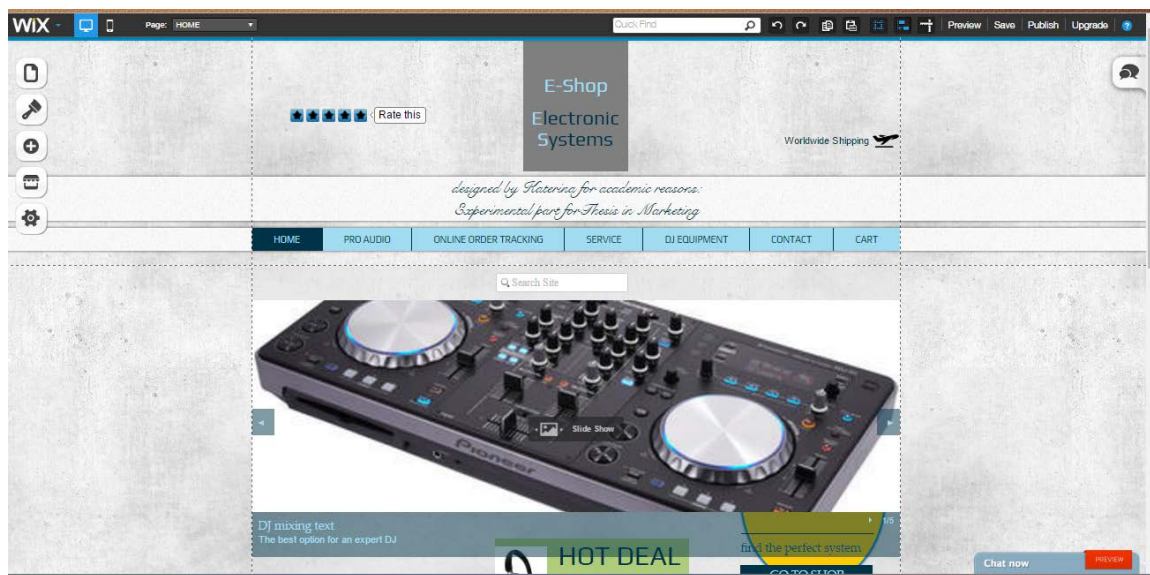 WiX Page: HOME Quick Find Preview Save Publish Upgrade ?
E-Shop
Electronic
Systems
Rate this
Worldwide Shipping
designed by Katerina for academic reasons:
Experimental part for Thesis in Marketing
HOME PRO AUDIO ONLINE ORDER TRACKING SERVICE DJ EQUIPMENT CONTACT CART
Search Site
Slide Show
Pioneer
DJ mixing text
1/5
The best option for an expert DJ
find the perfect system
HOT DEAL
GO TO SHOP
Chat now
PREVIEW